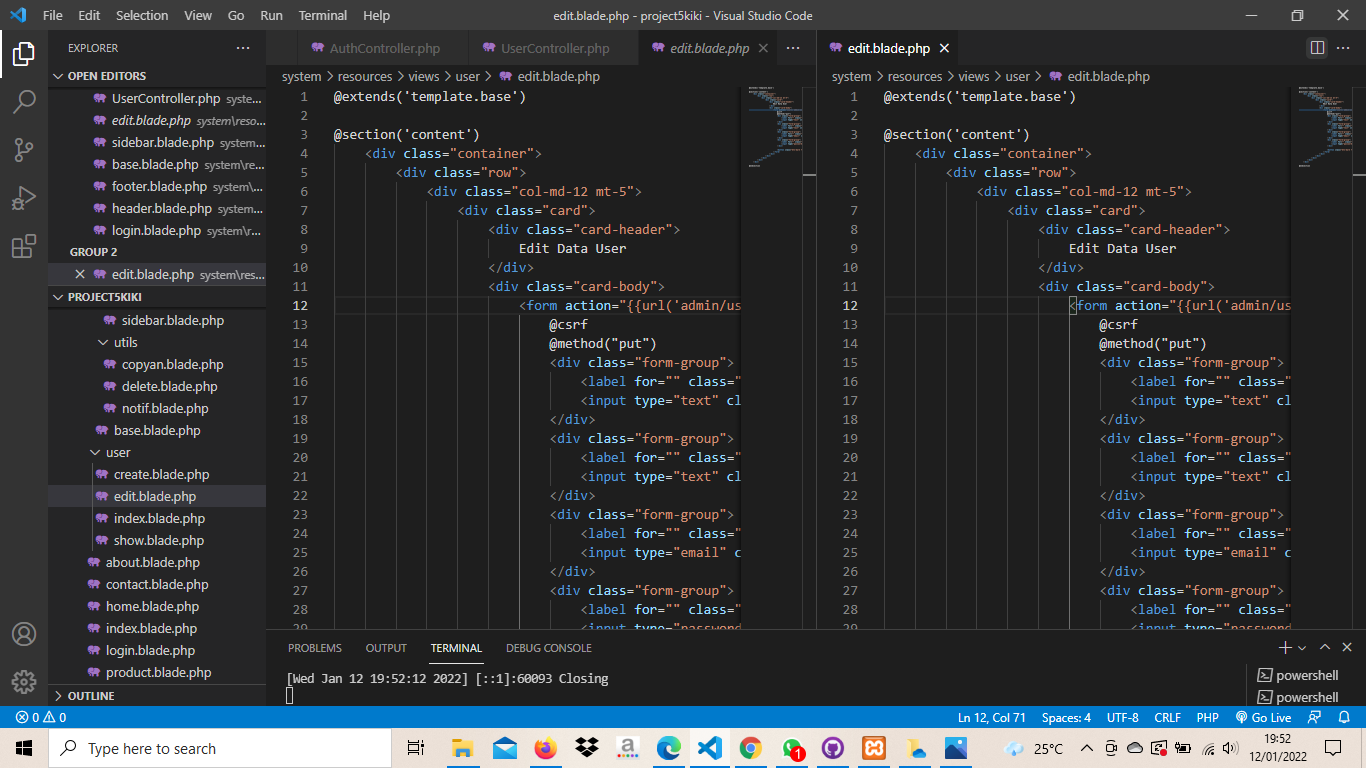 File Edit Selection View Go Run Terminal Help
edit.blade.php - project5kiki - Visual Studio Code
EXPLORER
OPEN EDITORS
UserController.php syste...
edit.blade.php system\reso...
sidebar.blade.php system...
base.blade.php system\re...
footer.blade.php system\...
header.blade.php system...
login.blade.php system\r...
GROUP 2
edit.blade.php system\res...
PROJECT5KIKI
sidebar.blade.php
utils
copyan.blade.php
delete.blade.php
notif.blade.php
base.blade.php
user
create.blade.php
edit.blade.php
index.blade.php
show.blade.php
about.blade.php
contact.blade.php
home.blade.php
index.blade.php
login.blade.php
product.blade.php
OUTLINE
AuthController.php UserController.php edit.blade.php
system > resources > views > user > edit.blade.php
1 @extends('template.base')
2
3 @section('content')
4 <div class="container">
5 <div class="row">
6 <div class="col-md-12 mt-5">
7 <div class="card">
8 <div class="card-header">
9 Edit Data User
10 </div>
11 <div class="card-body">
12 <form action="{{url('admin/us
13 @csrf
14 @method("put")
15 <div class="form-group">
16 <label for="" class="
17 <input type="text" cl
18 </div>
19 <div class="form-group">
20 <label for="" class="
21 <input type="text" cl
22 </div>
23 <div class="form-group">
24 <label for="" class="
25 <input type="email" c
26 </div>
27 <div class="form-group">
28 <label for="" class="
29 <input type="password
edit.blade.php
system > resources > views > user > edit.blade.php
1 @extends('template.base')
2
3 @section('content')
4 <div class="container">
5 <div class="row">
6 <div class="col-md-12 mt-5">
7 <div class="card">
8 <div class="card-header">
9 Edit Data User
10 </div>
11 <div class="card-body">
12 <form action="{{url('admin/us
13 @csrf
14 @method("put")
15 <div class="form-group">
16 <label for="" class="
17 <input type="text" cl
18 </div>
19 <div class="form-group">
20 <label for="" class="
21 <input type="text" cl
22 </div>
23 <div class="form-group">
24 <label for="" class="
25 <input type="email" c
26 </div>
27 <div class="form-group">
28 <label for="" class="
29 <input type="password
PROBLEMS OUTPUT TERMINAL DEBUG CONSOLE
[Wed Jan 12 19:52:12 2022] [::1]:60093 Closing
powershell
powershell
0 0
Ln 12, Col 71 Spaces: 4 UTF-8 CRLF PHP Go Live
Type here to search
a
1
25°C
19:52
12/01/2022